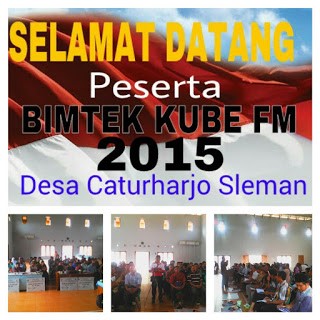 SELAMAT DATANG
Peserta
BIMTEK KUBE FM
2015
Desa Caturharjo Sleman